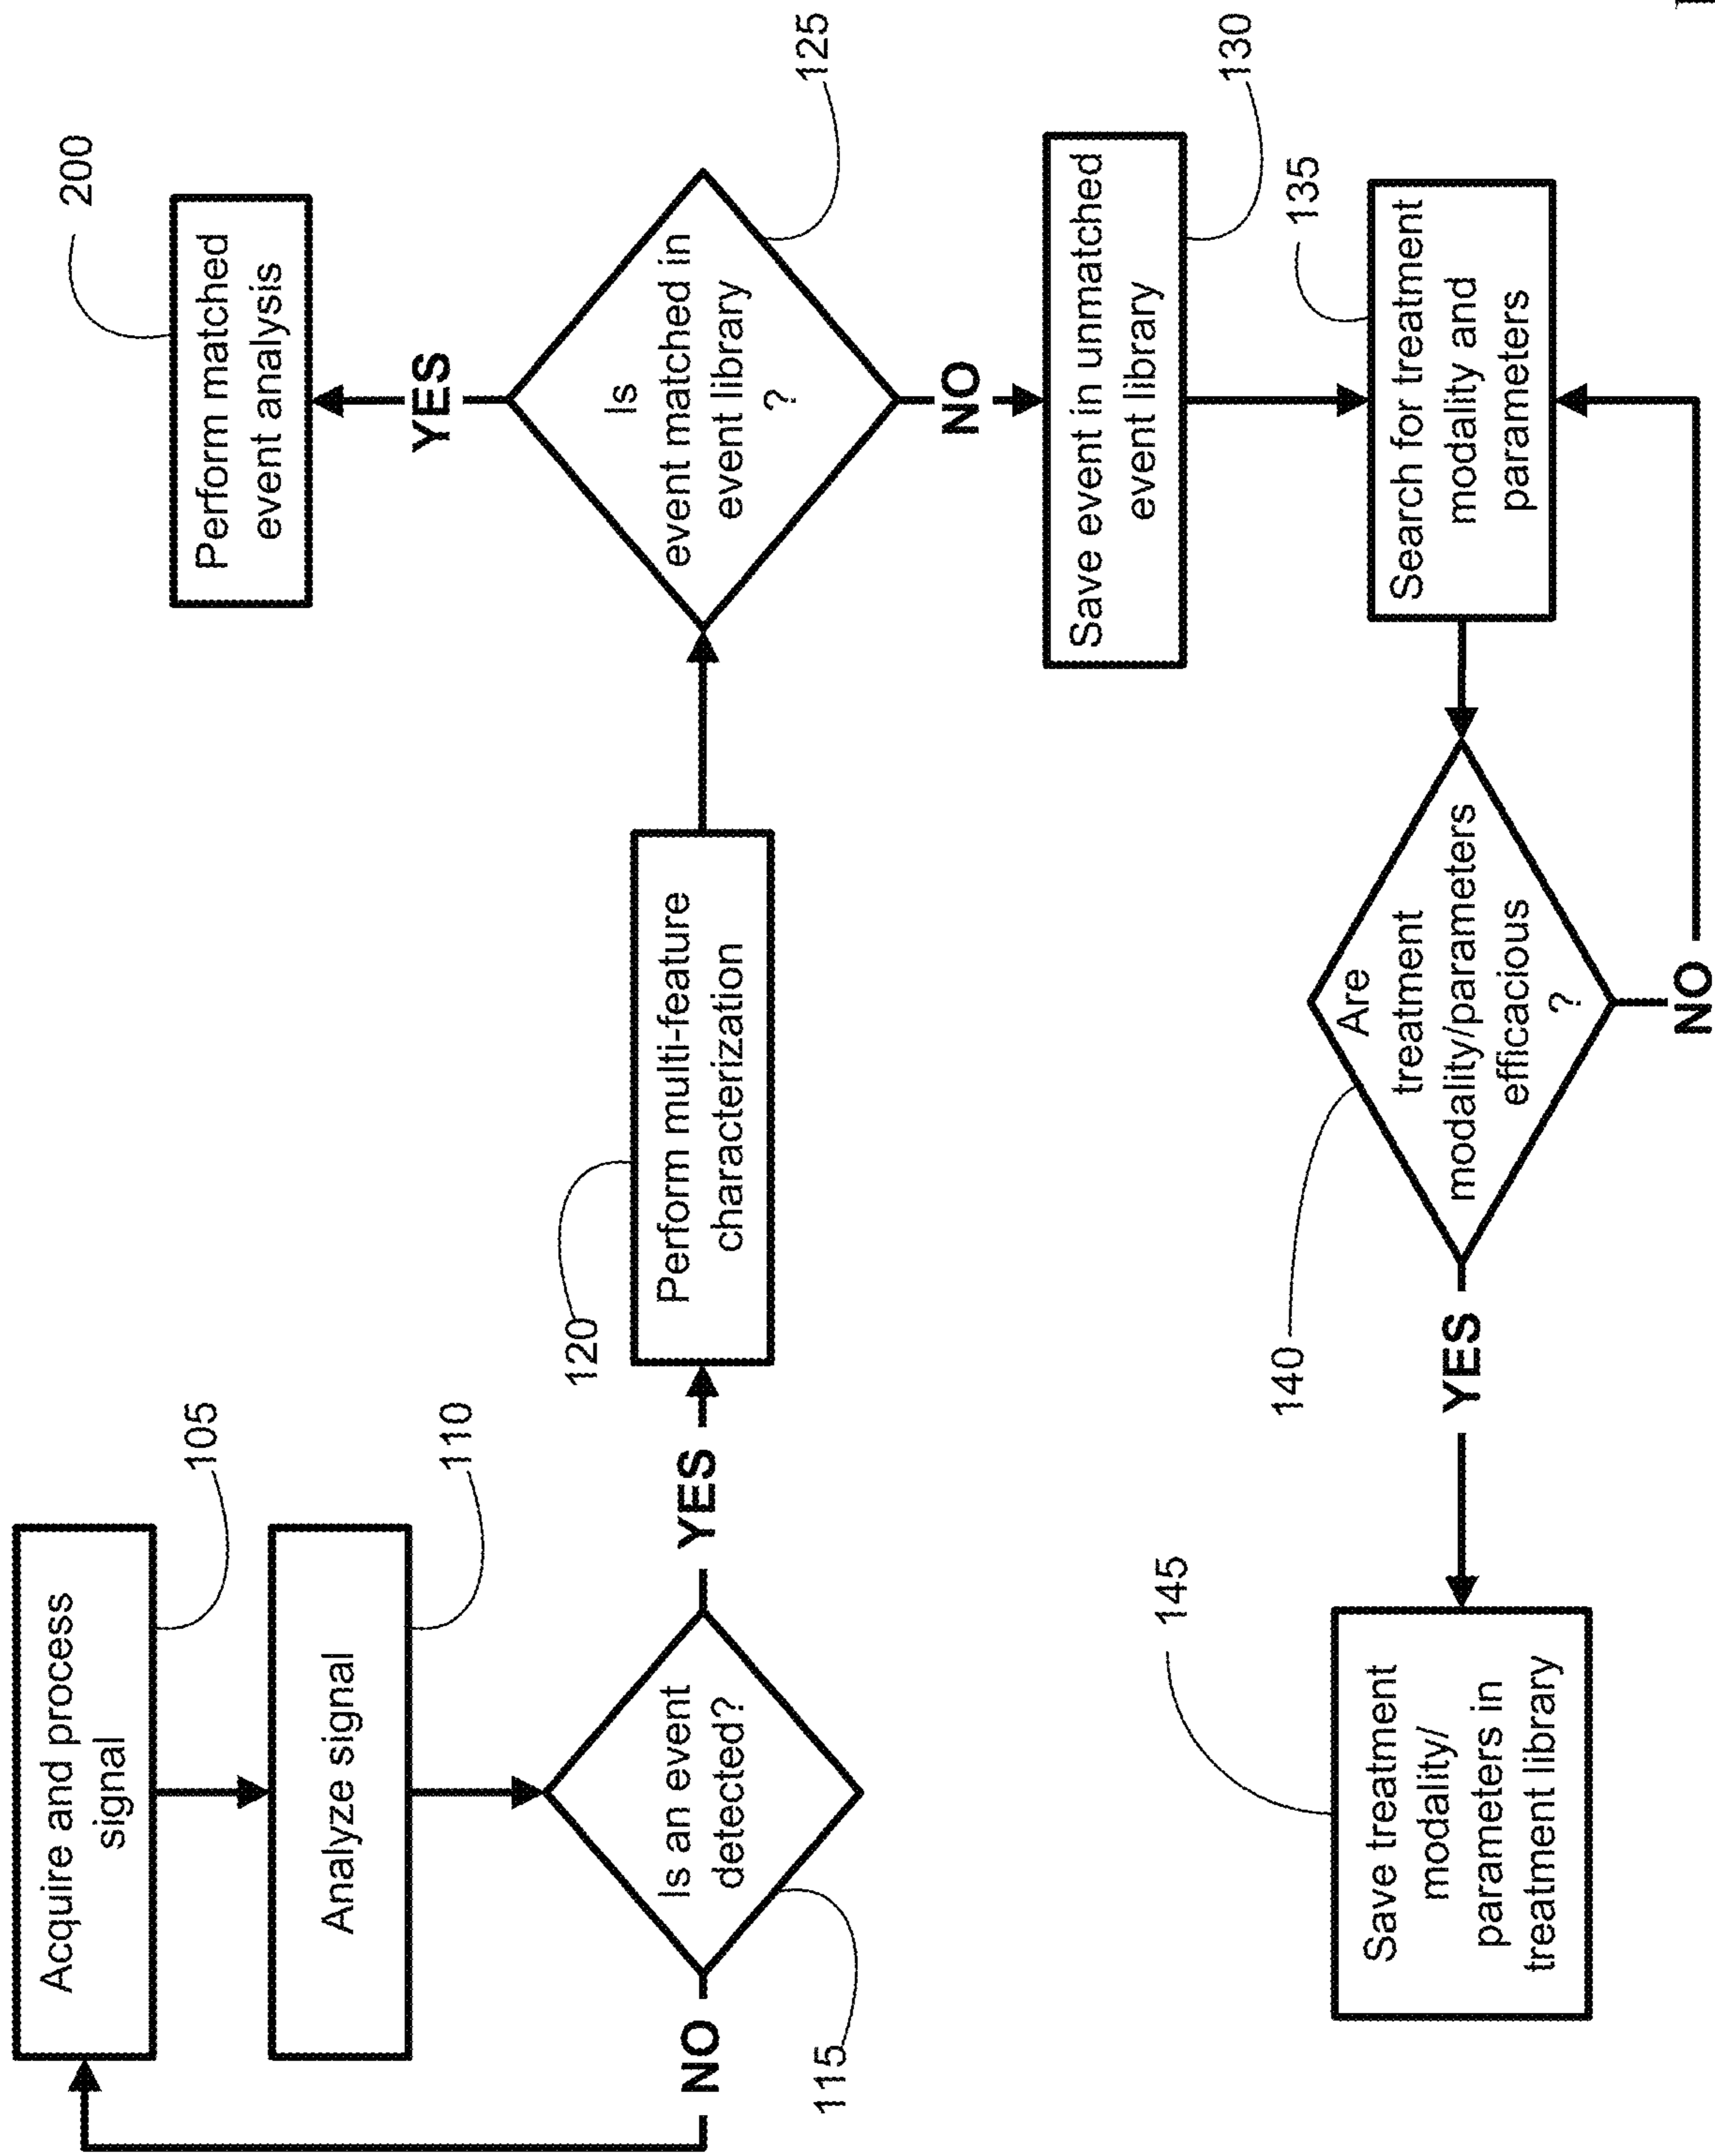 Acquire and process
signal
105
Analyze signal
110
Is an event
detected?
115
NO
YES
120
Perform multi-feature
characterization
Is
event matched in
event library
?
125
YES
200
Perform matched
event analysis
NO
Save event in unmatched
event library
130
135
Search for treatment
modality and
parameters
Are
treatment
modality/parameters
efficacious
?
140
NO
YES
145
Save treatment
modality/
parameters in
treatment library